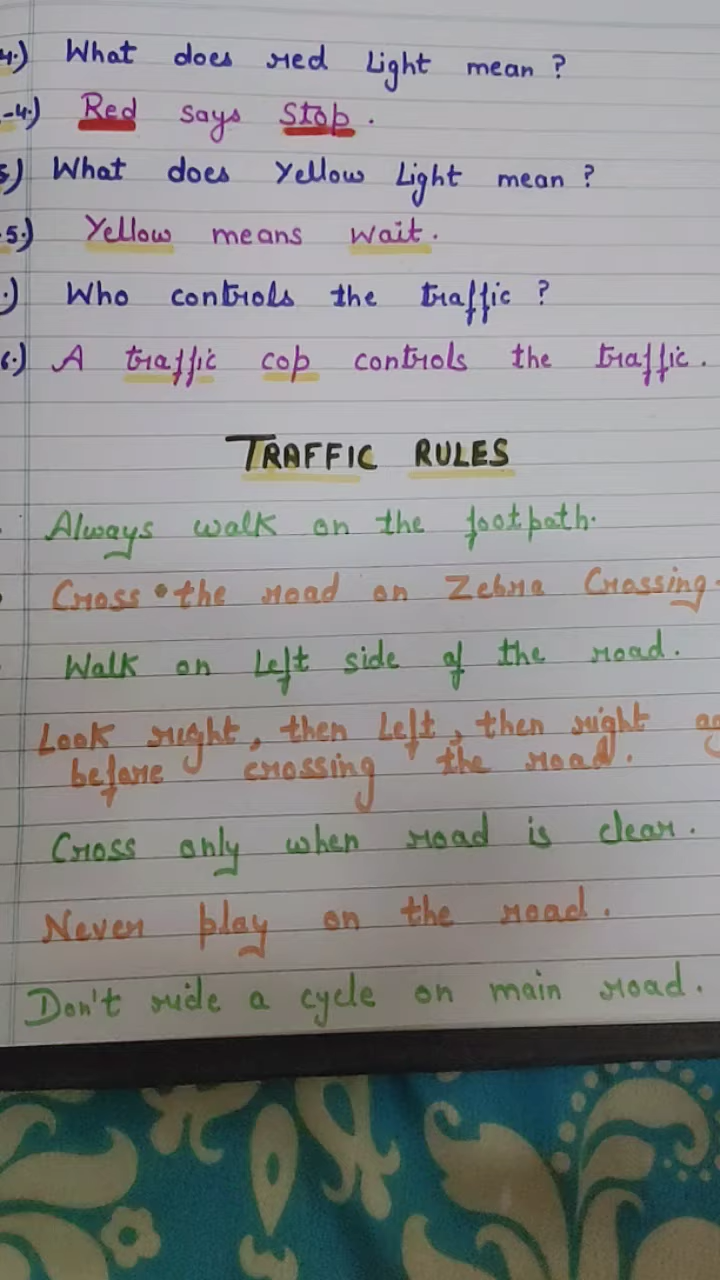 4.) What does red Light mean ?
-4.) Red says Stop .
5.) What does Yellow Light mean ?
5.) Yellow means wait .
.) Who controls the traffic ?
6.) A traffic cop controls the traffic .
TRAFFIC RULES
Always walk on the footpath.
Cross the road on Zebra Crossing
Walk on left side of the road .
Look right , then left , then right
before crossing the road .
Cross only when road is clear .
Never play on the road .
Don't ride a cycle on main road .